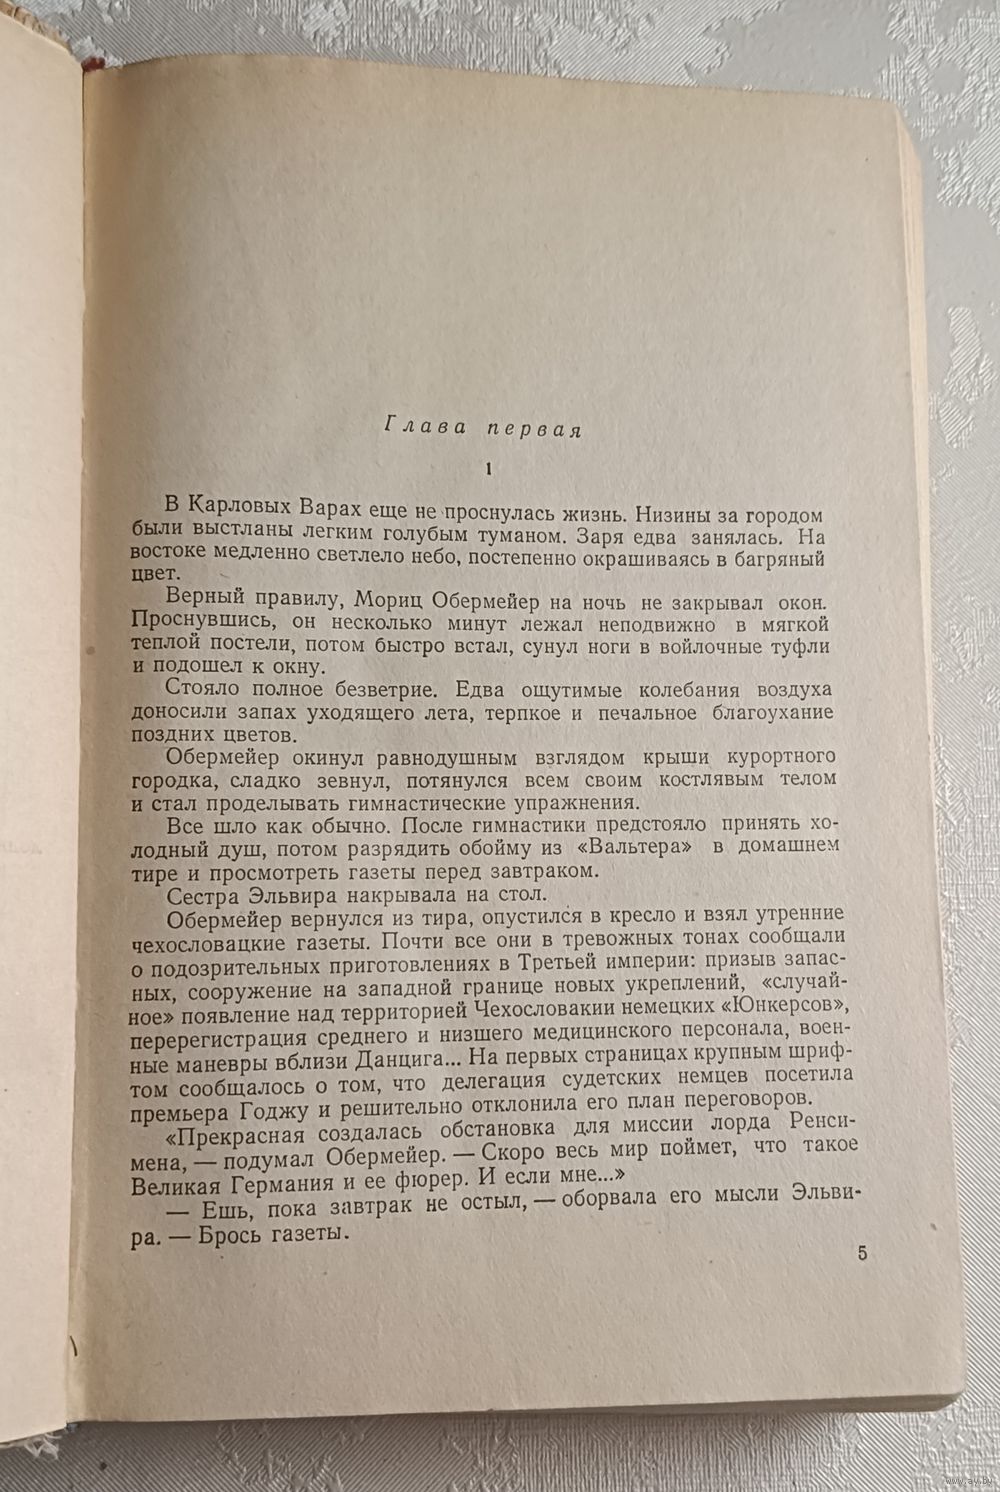 Глава первая
1
В Карловых Варах еще не проснулась жизнь. Низины за городом
были выстланы легким голубым туманом. Заря едва занялась. На
востоке медленно светлело небо, постепенно окрашиваясь в багряный
цвет.
Верный правилу, Мориц Обермейер на ночь не закрывал окон.
Проснувшись, он несколько минут лежал неподвижно в мягкой
теплой постели, потом быстро встал, сунул ноги в войлочные туфли
и подошел к окну.
Стояло полное безветрие. Едва ощутимые колебания воздуха
доносили запах уходящего лета, терпкое и печальное благоухание
поздних цветов.
Обермейер окинул равнодушным взглядом крыши курортного
городка, сладко зевнул, потянулся всем своим костлявым телом
и стал проделывать гимнастические упражнения.
Все шло как обычно. После гимнастики предстояло принять хо-
лодный душ, потом разрядить обойму из «Вальтера» в домашнем
тире и просмотреть газеты перед завтраком.
Сестра Эльвира накрывала на стол.
Обермейер вернулся из тира, опустился в кресло и взял утренние
чехословацкие газеты. Почти все они в тревожных тонах сообщали
о подозрительных приготовлениях в Третьей империи: призыв запас-
ных, сооружение на западной границе новых укреплений, «случай-
ное» появление над территорией Чехословакии немецких «Юнкерсов»,
перерегистрация среднего и низшего медицинского персонала, воен-
ные маневры вблизи Данцига... На первых страницах крупным шриф-
том сообщалось о том, что делегация судетских немцев посетила
премьера Годжу и решительно отклонила его план переговоров.
«Прекрасная создалась обстановка для миссии лорда Ренси-
мена, — подумал Обермейер. — Скоро весь мир поймет, что такое
Великая Германия и ее фюрер. И если мне...»
— Ешь, пока завтрак не остыл, — оборвала его мысли Эльви-
ра. — Брось газеты.
5
www.ay.by